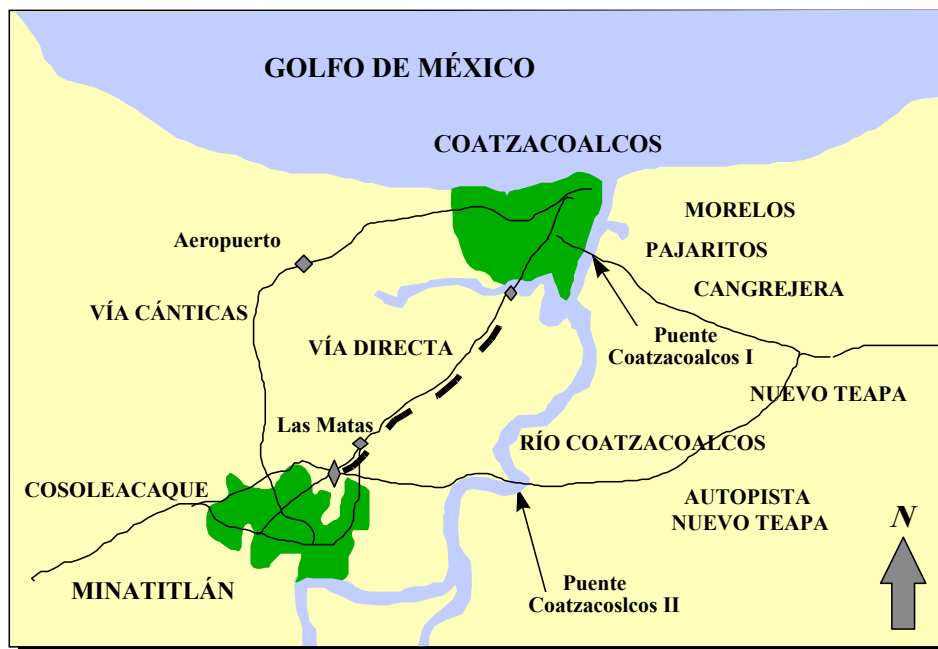 GOLFO DE MÉXICO
COATZACOALCOS
MORELOS
Aeropuerto
PAJARITOS
CANGREJERA
VÍA CÁNTICAS
Puente
Coatzacoalcos I
VÍA DIRECTA
NUEVO TEAPA
Las Matas
RÍO COATZACOALCOS
COSOLEACAQUE
AUTOPISTA
NUEVO TEAPA
N
MINATITLÁN
Puente
Coatzacoslcos II